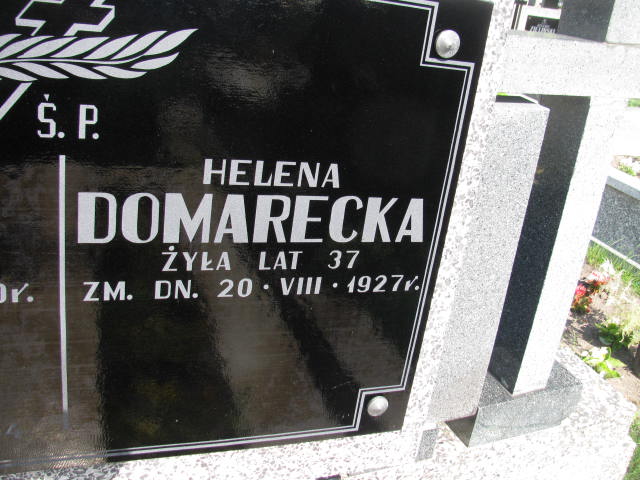 Ś. P.
HELENA
DOMARECKA
ŻYŁA LAT 37
ZM. DN. 20 · VIII · 1927r.
r.